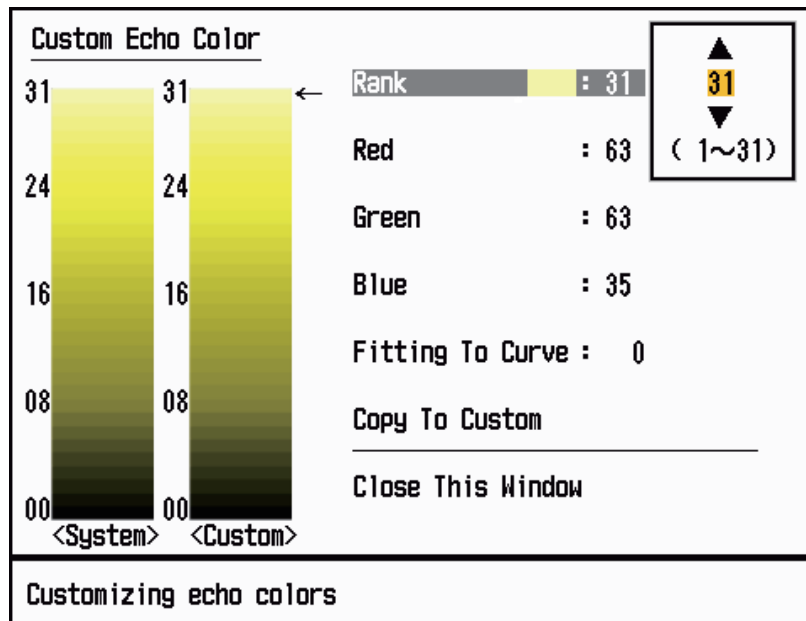 Custom Echo Color
31 31 ← Rank : 31
▲
31
▼
( 1～31)
Red : 63
24 24
Green : 63
16 16
Blue : 35
Fitting To Curve : 0
08 08
Copy To Custom
Close This Window
00 00
<System> <Custom>
Customizing echo colors